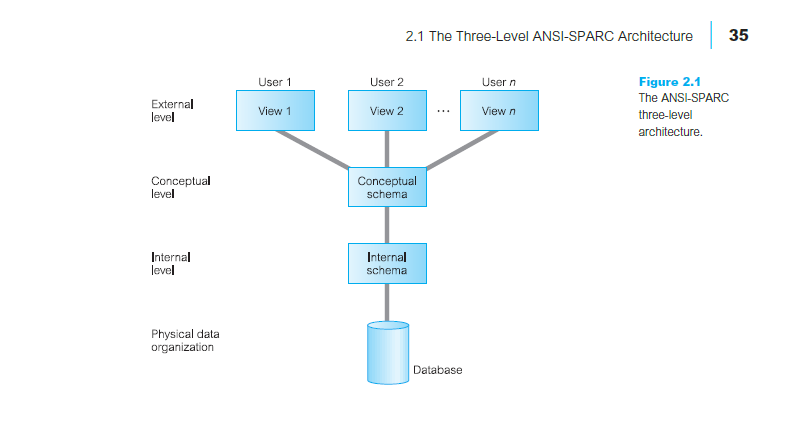 2.1 The Three-Level ANSI-SPARC Architecture 35
Figure 2.1
The ANSI-SPARC
three-level
architecture.
User 1 User 2 User n
External
level
View 1 View 2 ... View n
Conceptual
level
Conceptual
schema
Internal
level
Internal
schema
Physical data
organization
Database